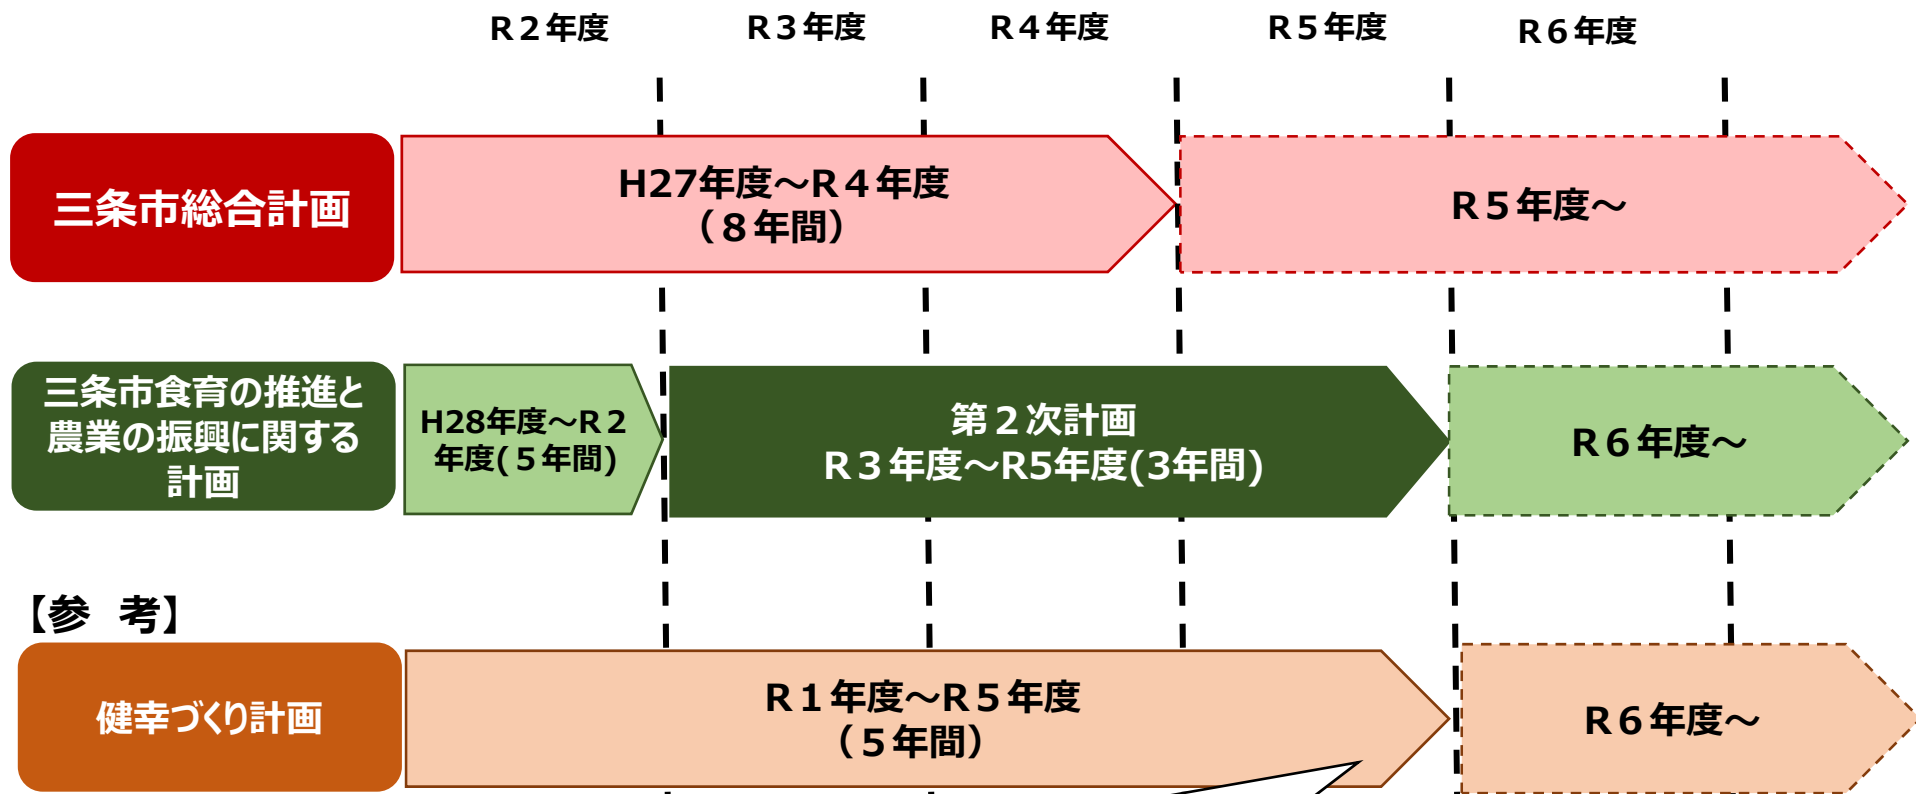 R２年度
R３年度
R４年度
R５年度
R６年度
三条市総合計画
H27年度～R４年度
（８年間）
R５年度～
三条市食育の推進と
農業の振興に関する
計画
H28年度～R２
年度(５年間)
第２次計画
R３年度～R5年度(3年間)
R６年度～
【参　考】
健幸づくり計画
R１年度～R５年度
（５年間）
R６年度～